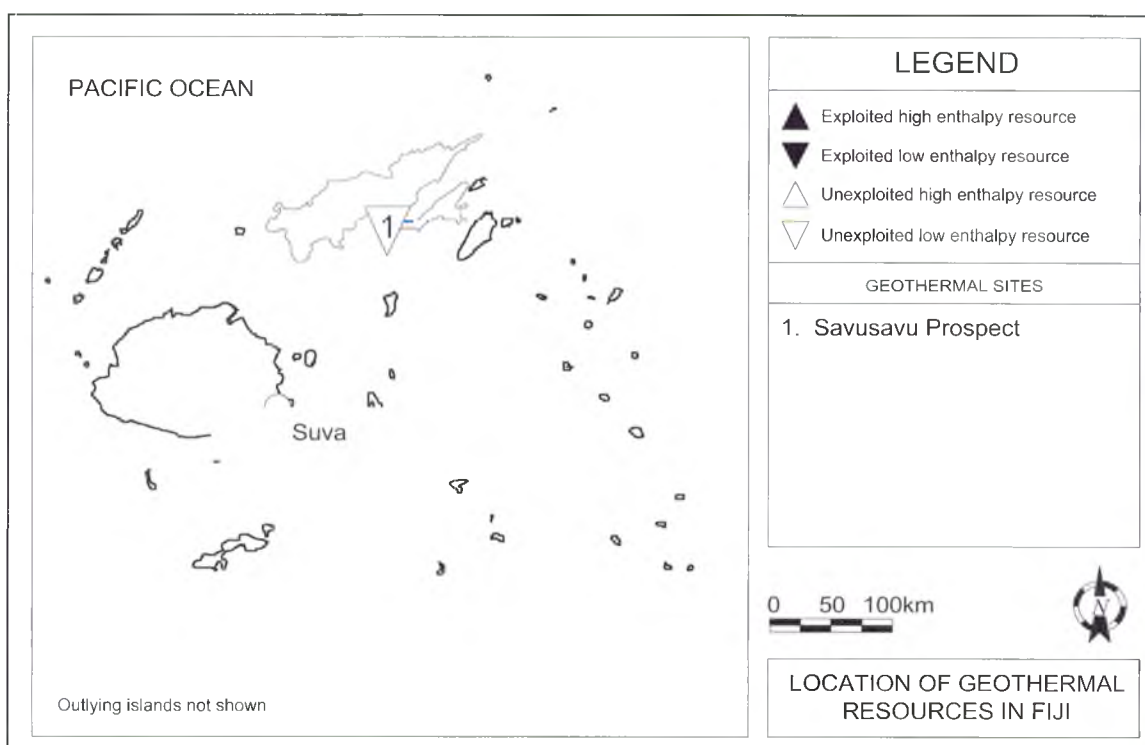 PACIFIC OCEAN
1
Suva
Outlying islands not shown
LEGEND
Exploited high enthalpy resource
Exploited low enthalpy resource
Unexploited high enthalpy resource
Unexploited low enthalpy resource
GEOTHERMAL SITES
1. Savusavu Prospect
0 50 100km
N
LOCATION OF GEOTHERMAL
RESOURCES IN FIJI